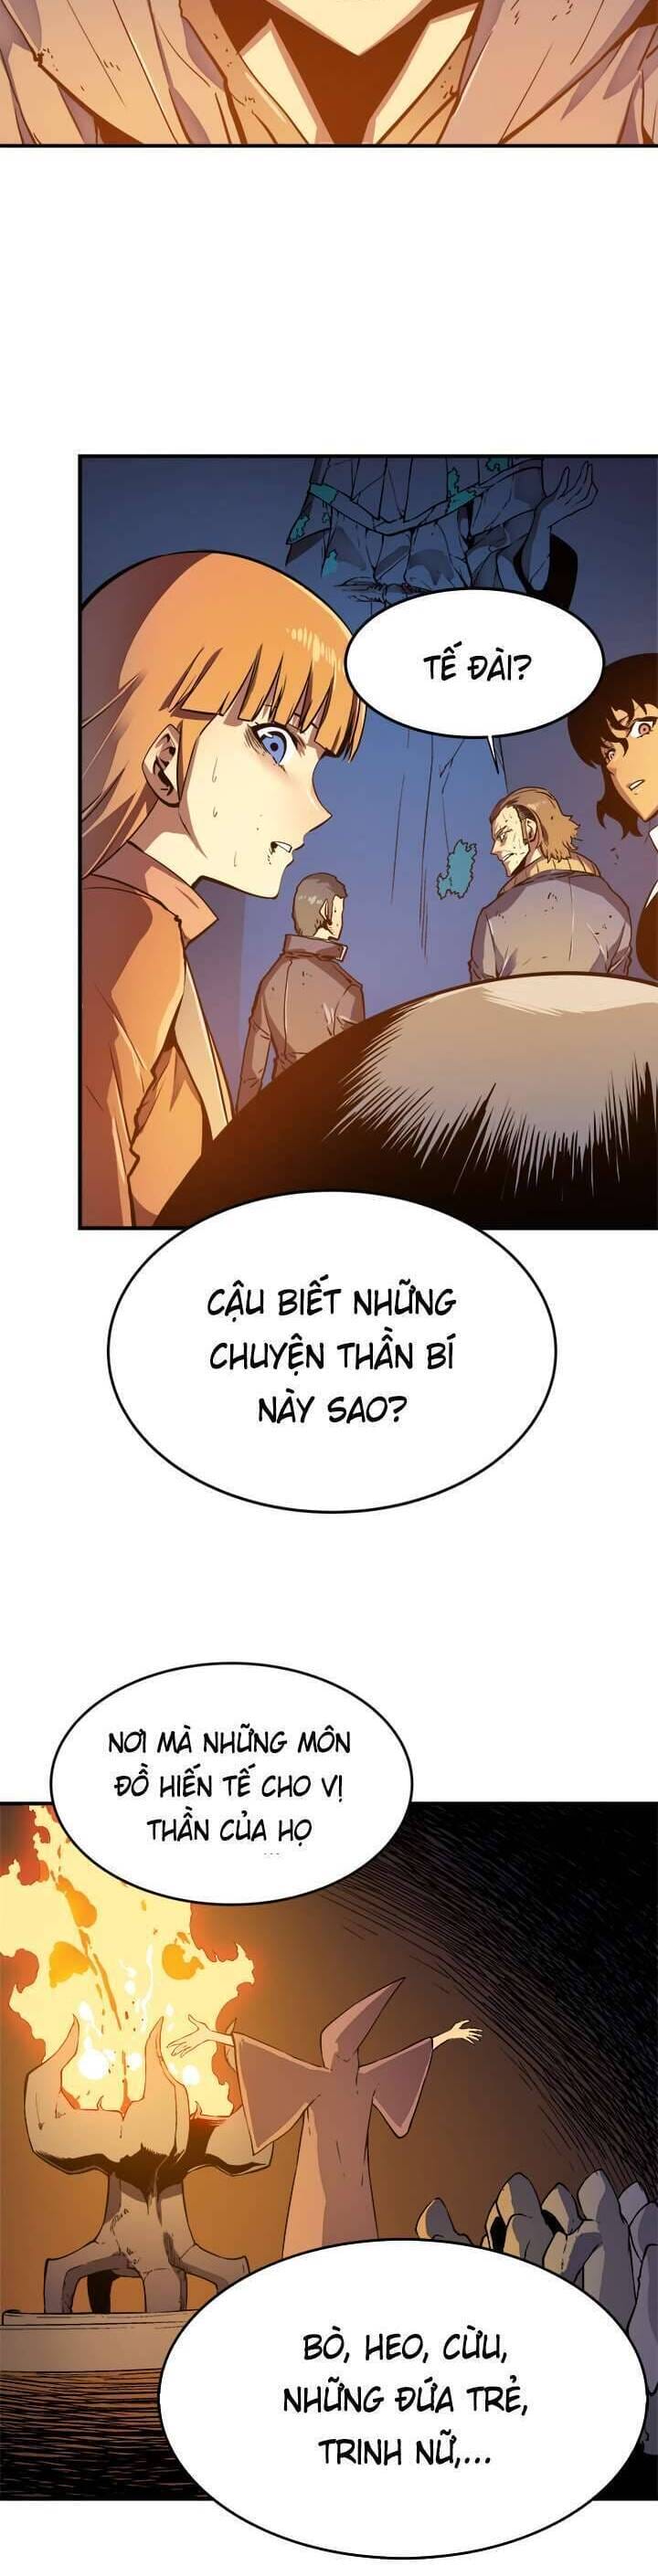 TẾ ĐÀI?
CẬU BIẾT NHỮNG
CHUYỆN THẦN BÍ
NÀY SAO?
NƠI MÀ NHỮNG MÓN
ĐỒ HIẾN TẾ CHO VỊ
THẦN CỦA HỌ
...
BÒ, HEO, CỪU,
NHỮNG ĐỨA TRẺ,
TRINH NỮ,...